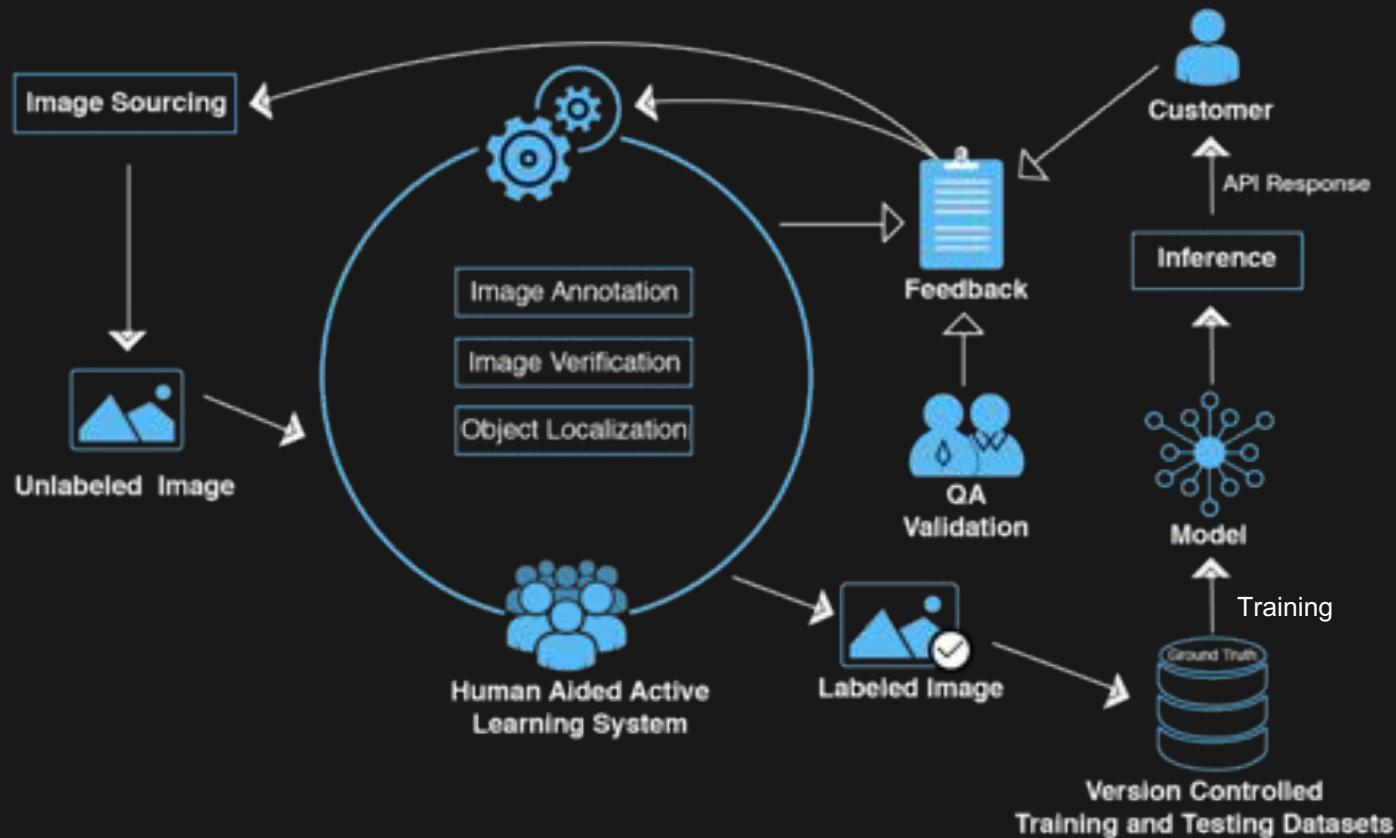 Image Sourcing
Customer
API Response
Inference
Feedback
Image Annotation
Image Verification
Object Localization
Unlabeled Image
QA
Validation
Model
Training
Ground Truth
Human Aided Active
Learning System
Labeled Image
Version Controlled
Training and Testing Datasets